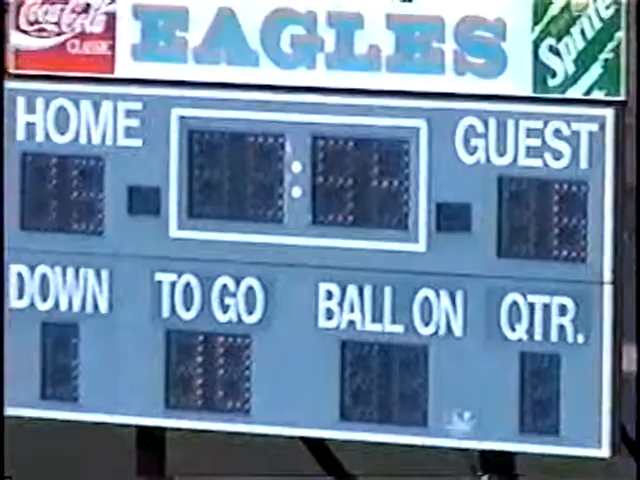 Coca-Cola
CLASSIC
EAGLES
Sprite
HOME
:
GUEST
DOWN
TO GO
BALL ON
QTR.